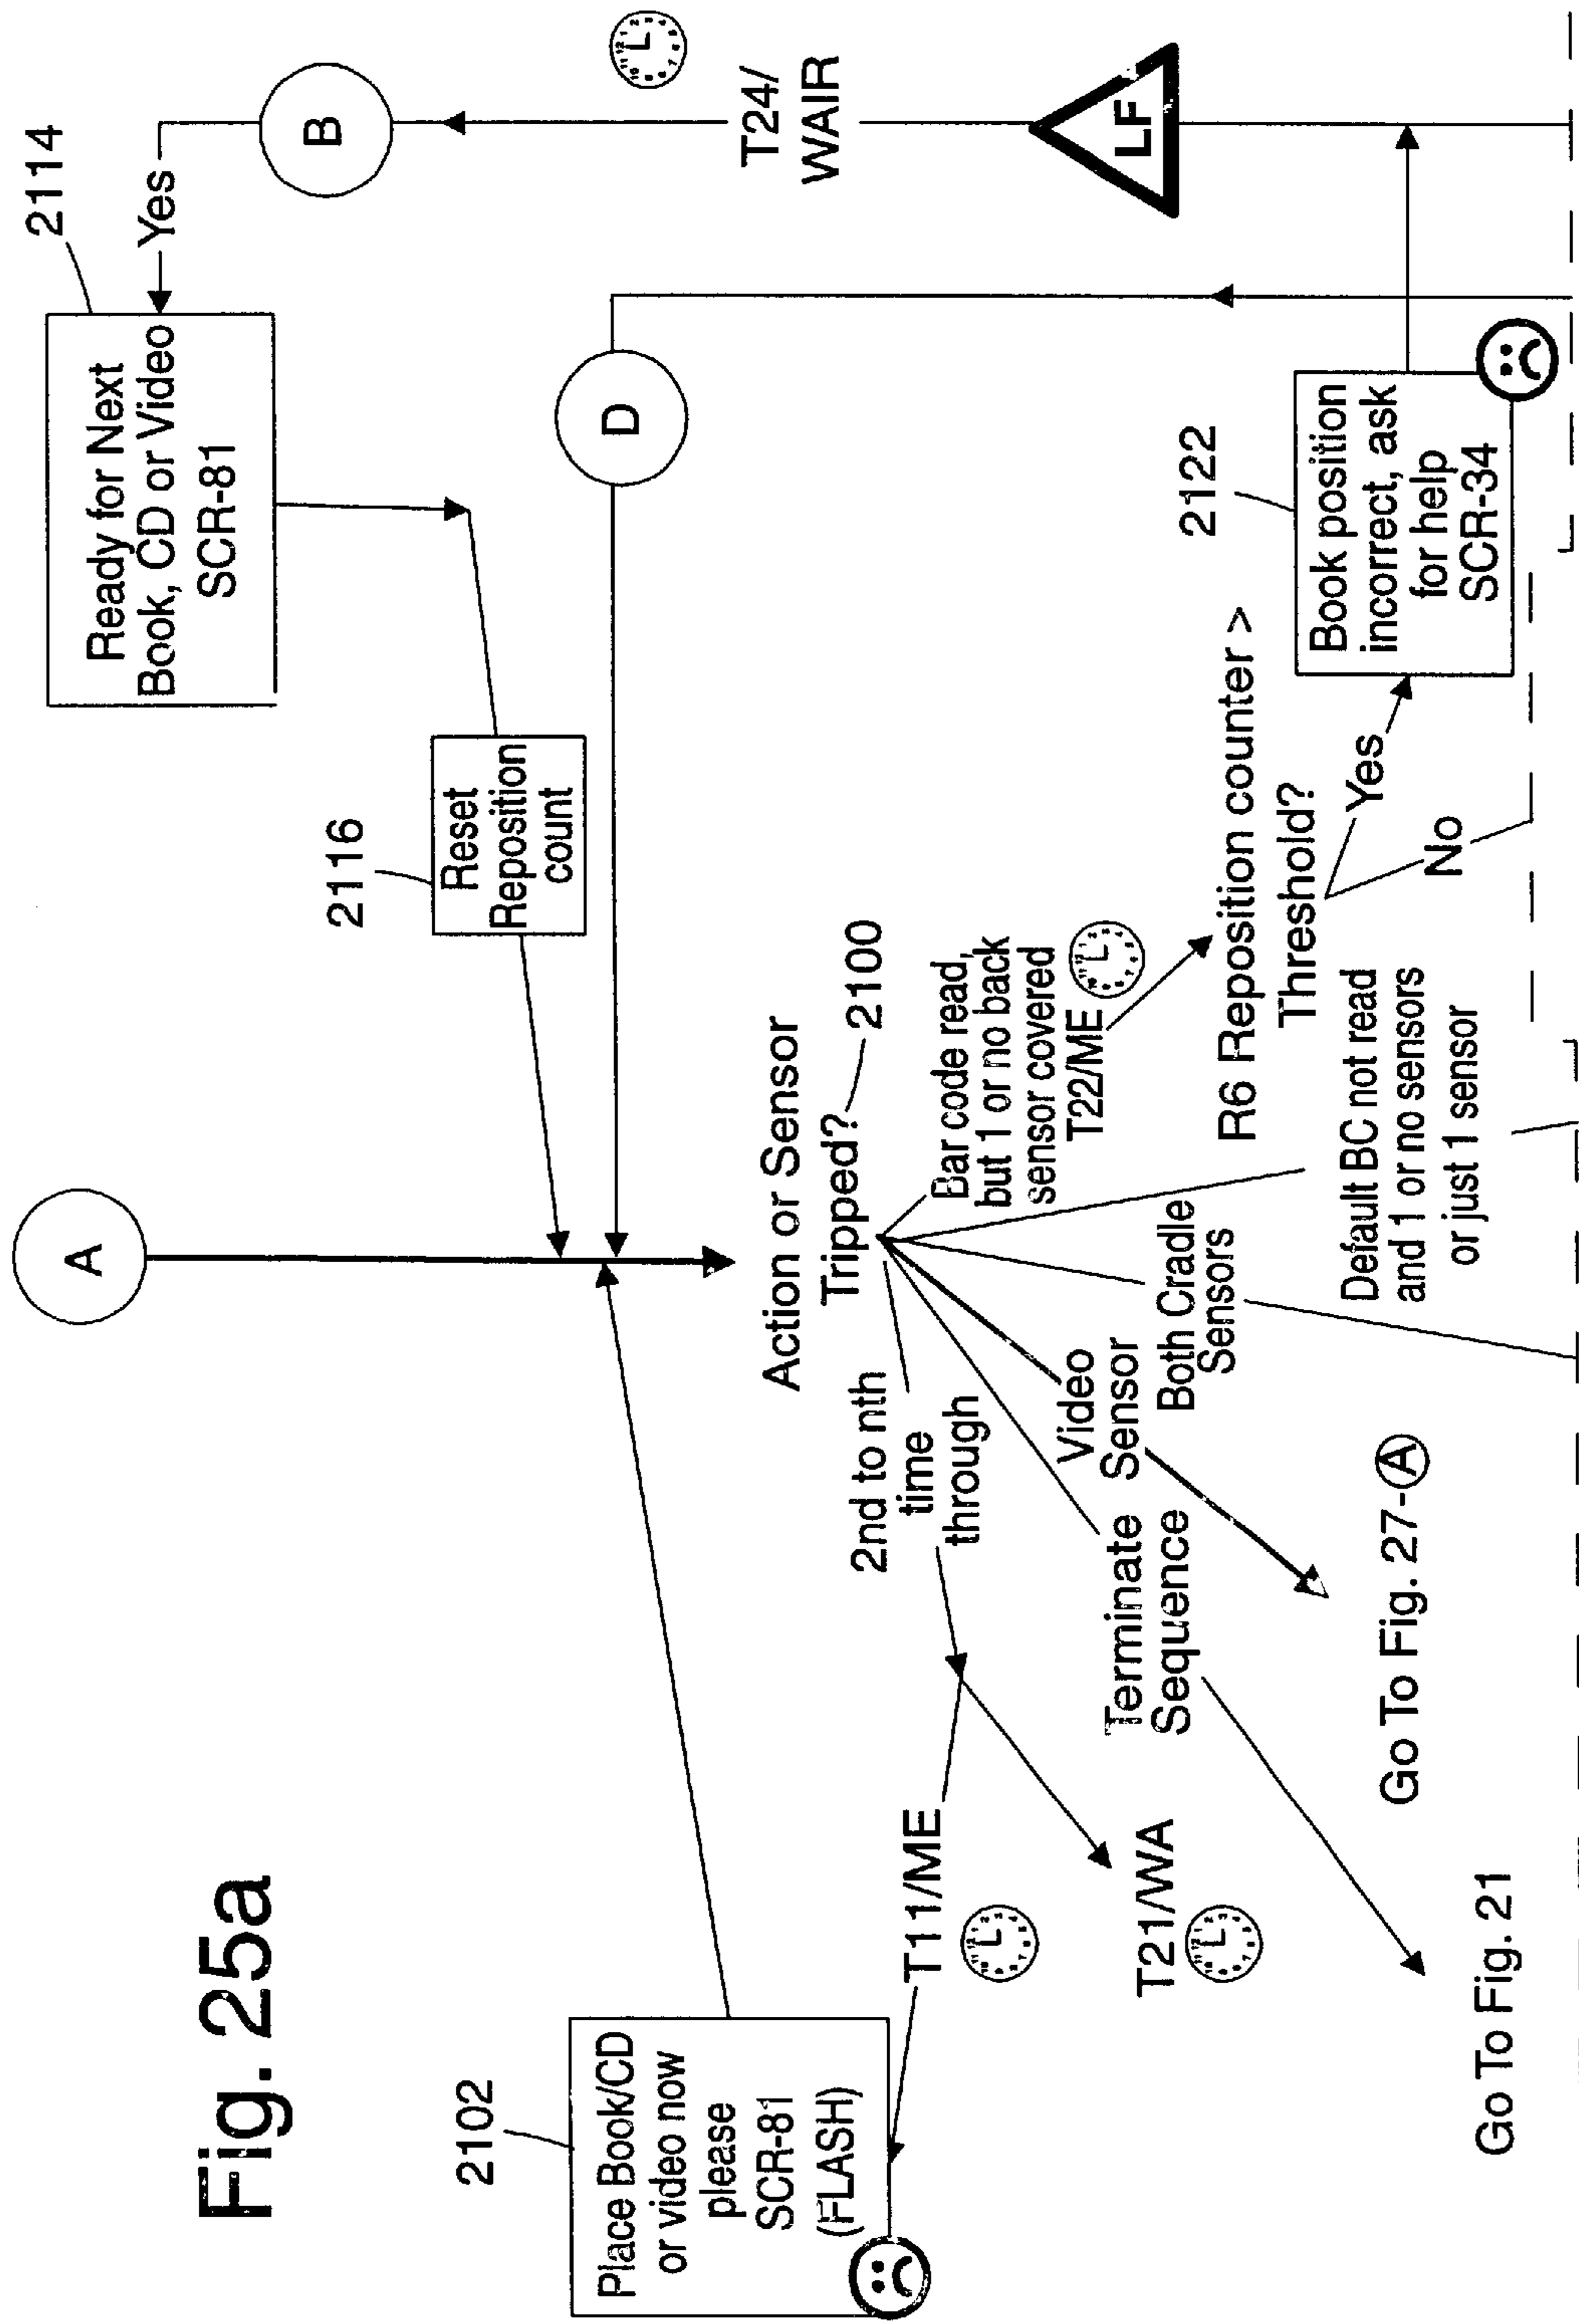 Fig. 25a
A
2114
Ready for Next
Book, CD or Video
SCR-81
Yes
B
T24/
WAIR
LF
2116
Reset
Reposition
count
D
2102
Place Book/CD
or video now
please
SCR-81
(FLASH)
Action or Sensor
Tripped?
2100
T11/ME
T21/WA
2nd to nth
time
through
Terminate
Sequence
Video
Sensor
Both Cradle
Sensors
Bar code read,
but 1 or no back
sensor covered
T22/ME
R6 Reposition counter >
Threshold?
Yes
No
2122
Book position
incorrect, ask
for help
SCR-34
Default BC not read
and 1 or no sensors
or just 1 sensor
Go To Fig. 27-A
Go To Fig. 21